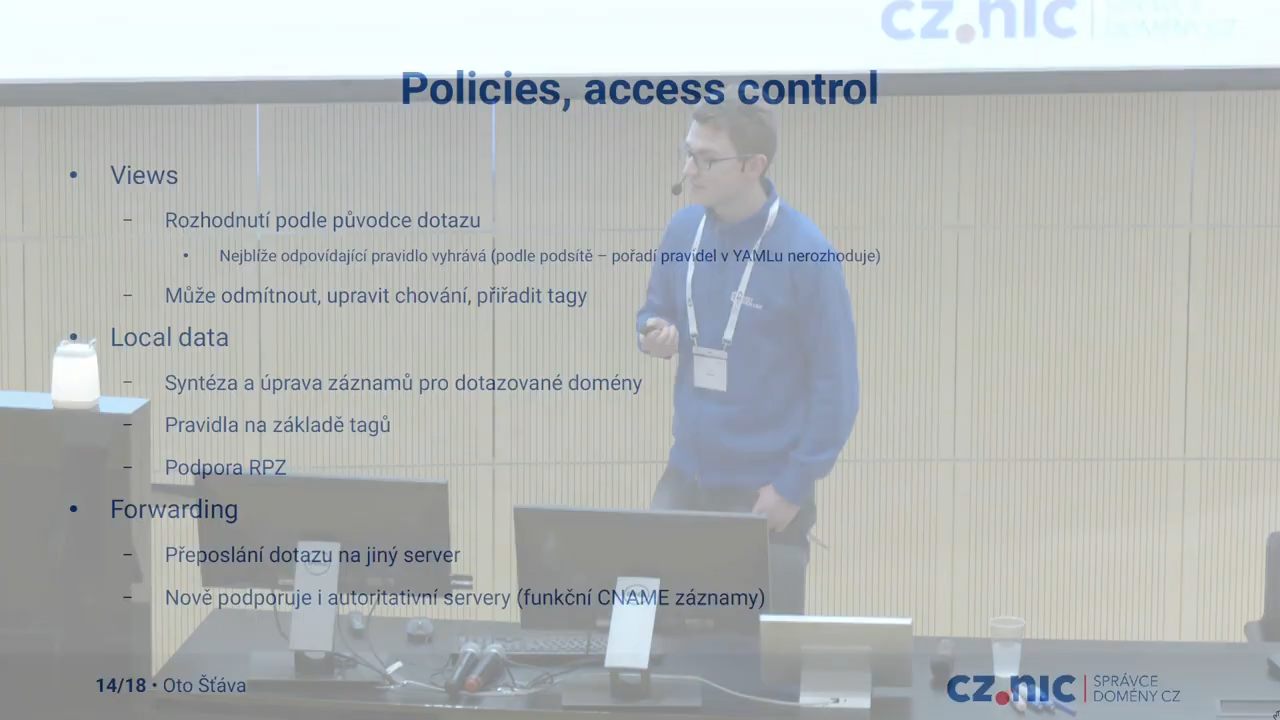 cz.nic
SPRÁVCE
DOMÉNY CZ
Policies, access control
• Views
– Rozhodnutí podle původce dotazu
• Nejblíže odpovídající pravidlo vyhrává (podle podsítě – pořadí pravidel v YAMLu nerozhoduje)
– Může odmítnout, upravit chování, přiřadit tagy
• Local data
– Syntéza a úprava záznamů pro dotazované domény
– Pravidla na základě tagů
– Podpora RPZ
• Forwarding
– Přeposlání dotazu na jiný server
– Nově podporuje i autoritativní servery (funkční CNAME záznamy)
14/18 • Oto Šťáva
cz.nic
SPRÁVCE
DOMÉNY CZ